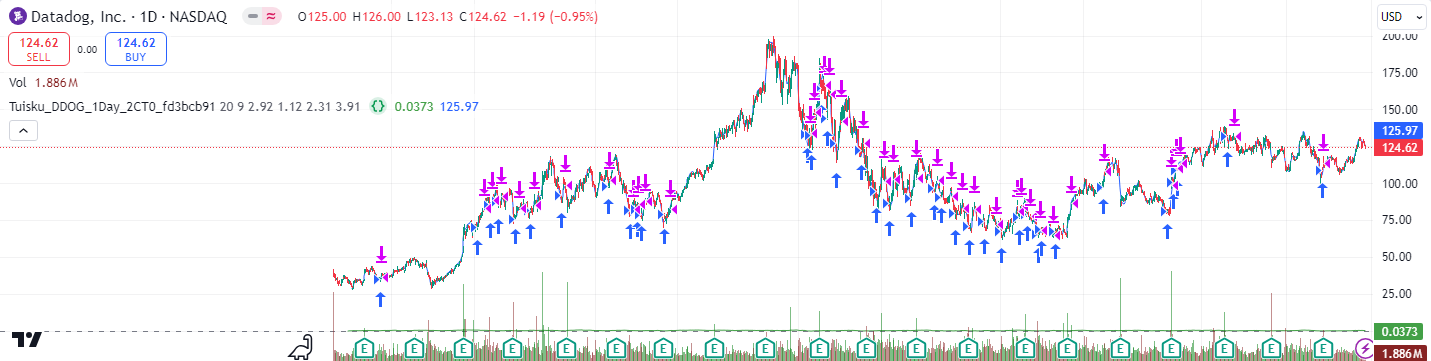 Datadog, Inc. · 1D · NASDAQ O125.00 H126.00 L123.13 C124.62 −1.19 (−0.95%)
USD
124.62 SELL 0.00 124.62 BUY
Vol 1.886M
Tuisku_DDOG_1Day_2CT0_fd3bcb91 20 9 2.92 1.12 2.31 3.91 {} 0.0373 125.97
200.00
175.00
150.00
125.97
124.62
100.00
75.00
50.00
25.00
0.0373
1.886M
E E E E E E E E E E E E E E E E E E E E